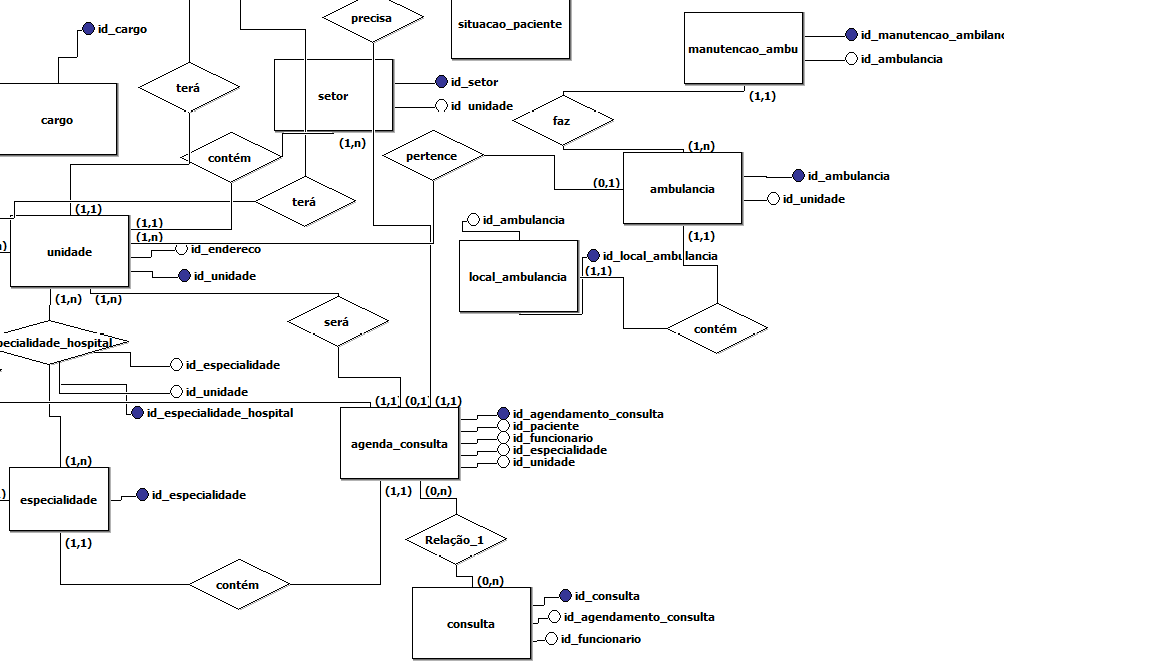 precisa
situacao_paciente
id_cargo
manutencao_ambu
id_manutencao_ambilanc
id_ambulancia
terá
setor
id_setor
id_unidade
cargo
(1,1)
faz
(1,n)
contém
pertence
(1,n)
(0,1)
ambulancia
id_ambulancia
id_unidade
terá
(1,1)
(1,1)
(1,n)
id_ambulancia
(1,1)
unidade
id_endereco
id_unidade
local_ambulancia
id_local_ambulancia
(1,1)
(1,n)
(1,n)
será
contém
pecialidade_hospital
id_especialidade
id_unidade
id_especialidade_hospital
(1,1)
(0,1)
(1,1)
agenda_consulta
id_agendamento_consulta
id_paciente
id_funcionario
id_especialidade
id_unidade
(1,n)
especialidade
id_especialidade
(1,1)
(0,n)
(1,1)
Relação_1
contém
(0,n)
consulta
id_consulta
id_agendamento_consulta
id_funcionario